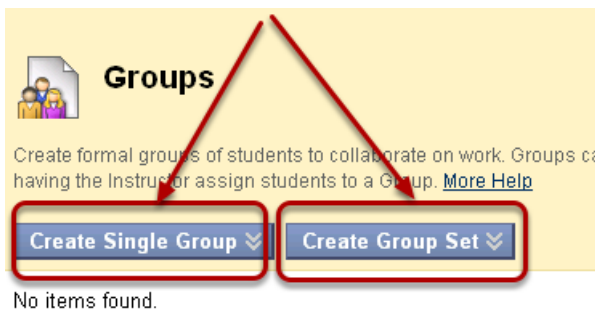 Groups
Create formal groups of students to collaborate on work. Groups ca
having the Instructor assign students to a Group. More Help
Create Single Group Create Group Set
No items found.